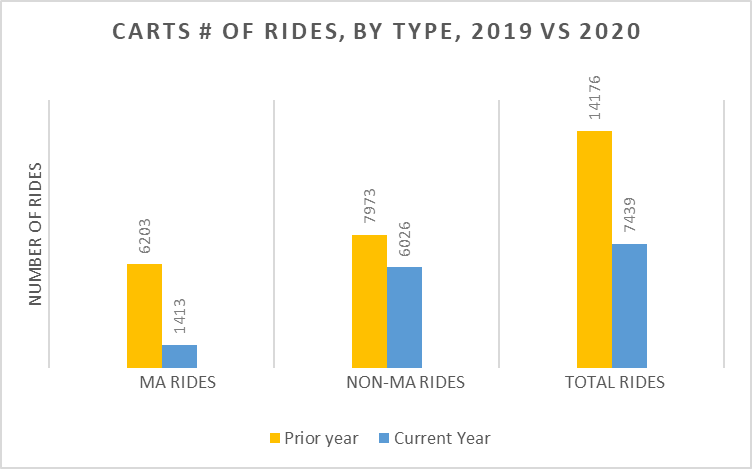 CARTS # OF RIDES, BY TYPE, 2019 VS 2020
NUMBER OF RIDES
6203
1413
7973
6026
14176
7439
MA RIDES
NON-MA RIDES
TOTAL RIDES
Prior year
Current Year